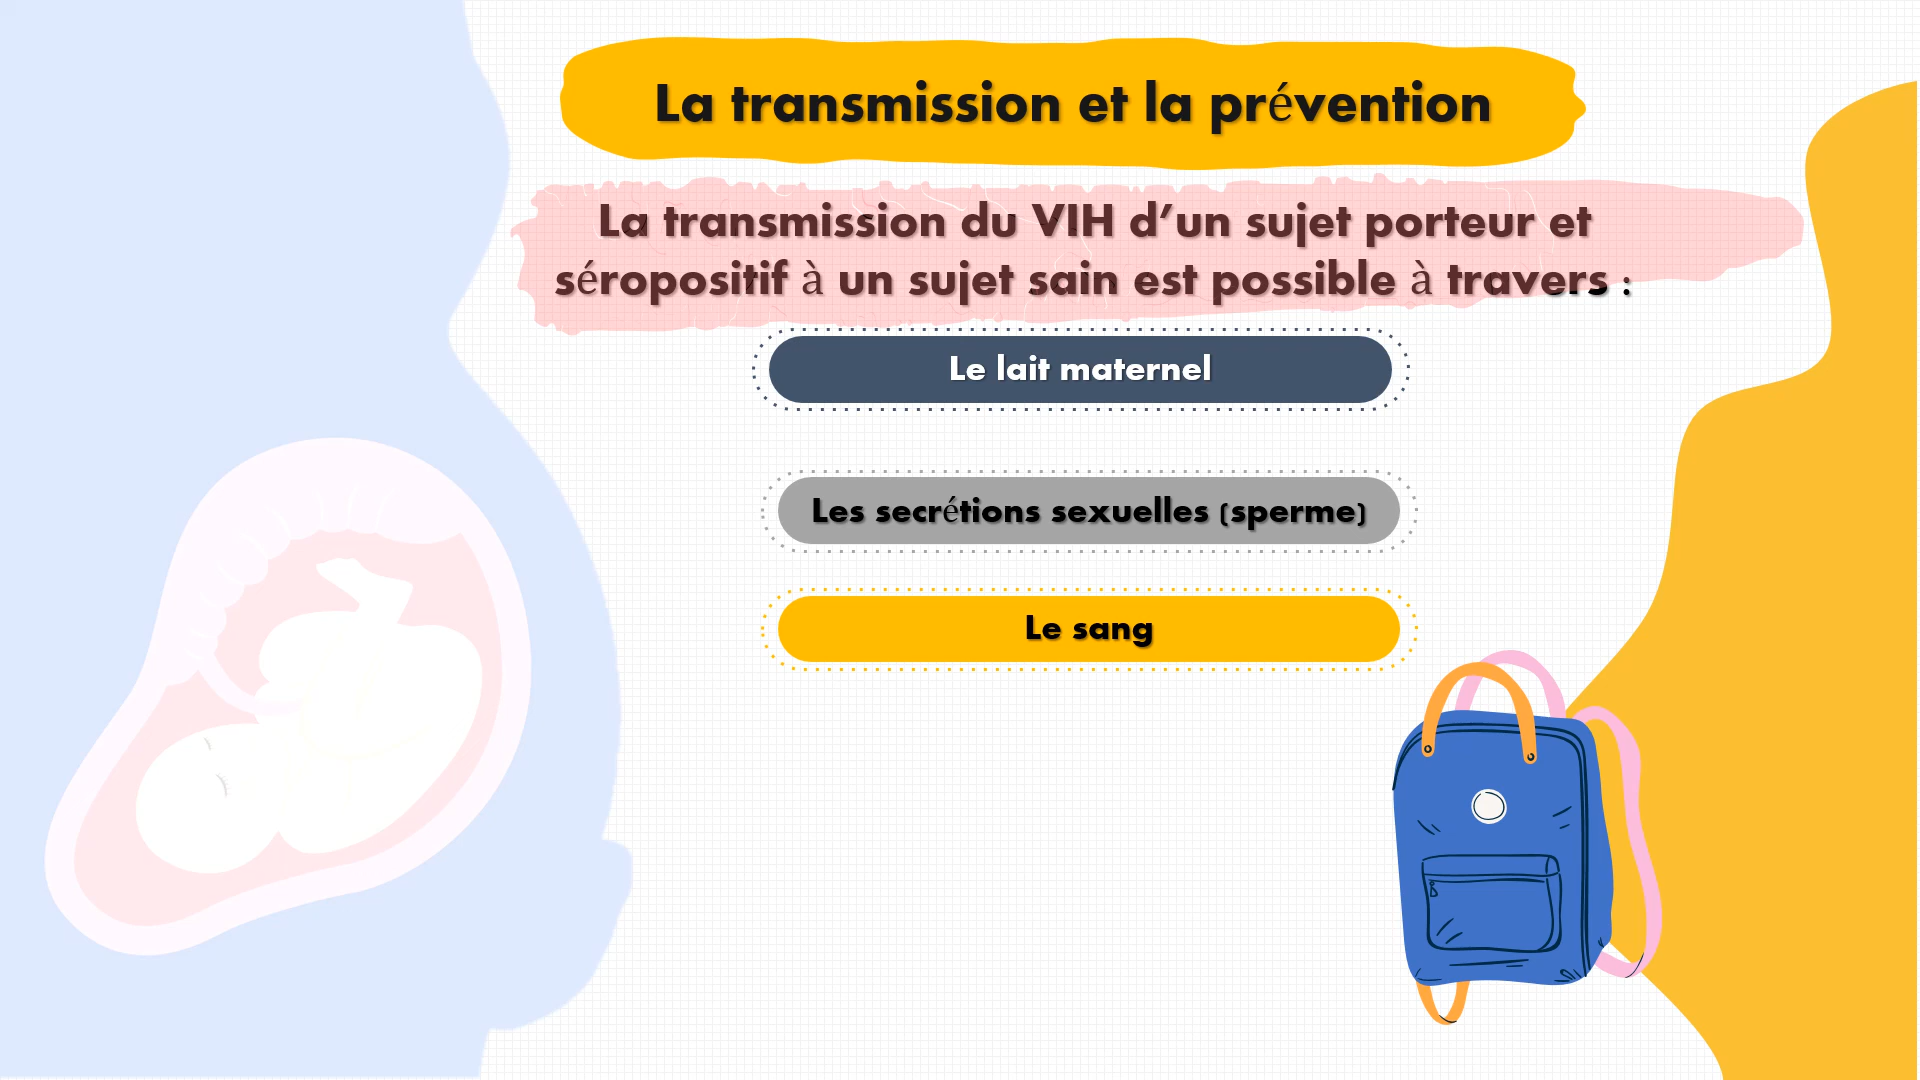 La transmission et la prévention
La transmission du VIH d’un sujet porteur et
séropositif à un sujet sain est possible à travers :
Le lait maternel
Les secrétions sexuelles (sperme)
Le sang